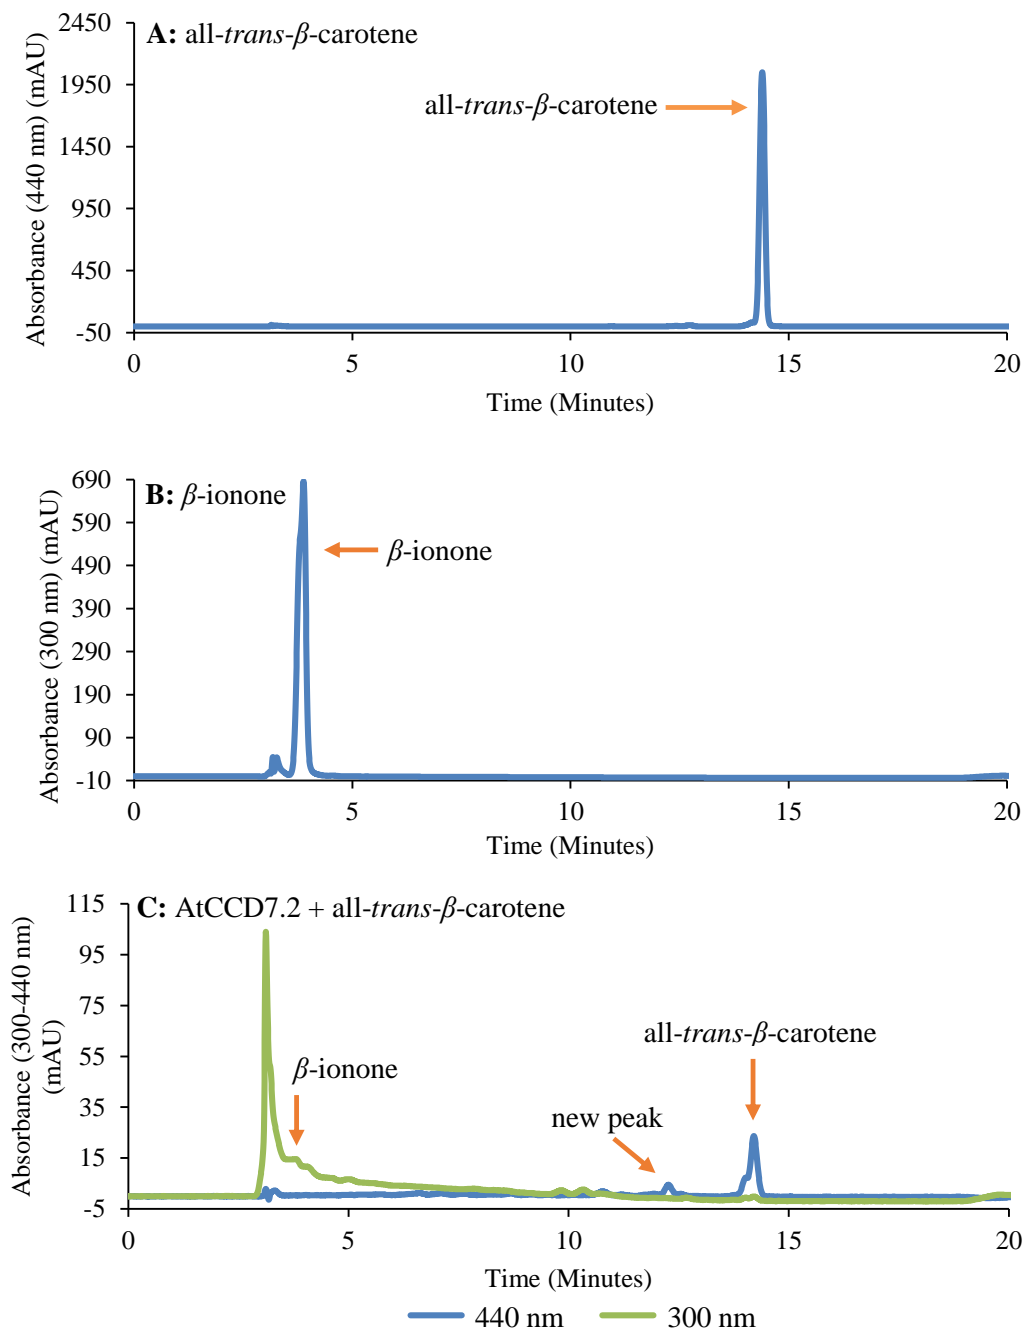 A: all-trans-β-carotene
Absorbance (440 nm) (mAU)
2450
1950
1450
950
450
-50
all-trans-β-carotene
0 5 10 15 20
Time (Minutes)
B: β-ionone
Absorbance (300 nm) (mAU)
690
590
490
390
290
190
90
-10
β-ionone
0 5 10 15 20
Time (Minutes)
C: AtCCD7.2 + all-trans-β-carotene
Absorbance (300-440 nm)
(mAU)
115
95
75
55
35
15
-5
all-trans-β-carotene
β-ionone
new peak
0 5 10 15 20
Time (Minutes)
440 nm 300 nm